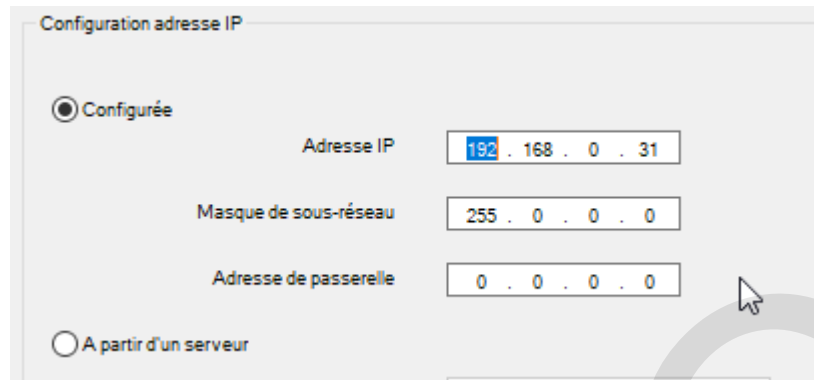 Configuration adresse IP
Configurée
Adresse IP 192 . 168 . 0 . 31
Masque de sous-réseau 255 . 0 . 0 . 0
Adresse de passerelle 0 . 0 . 0 . 0
A partir d'un serveur